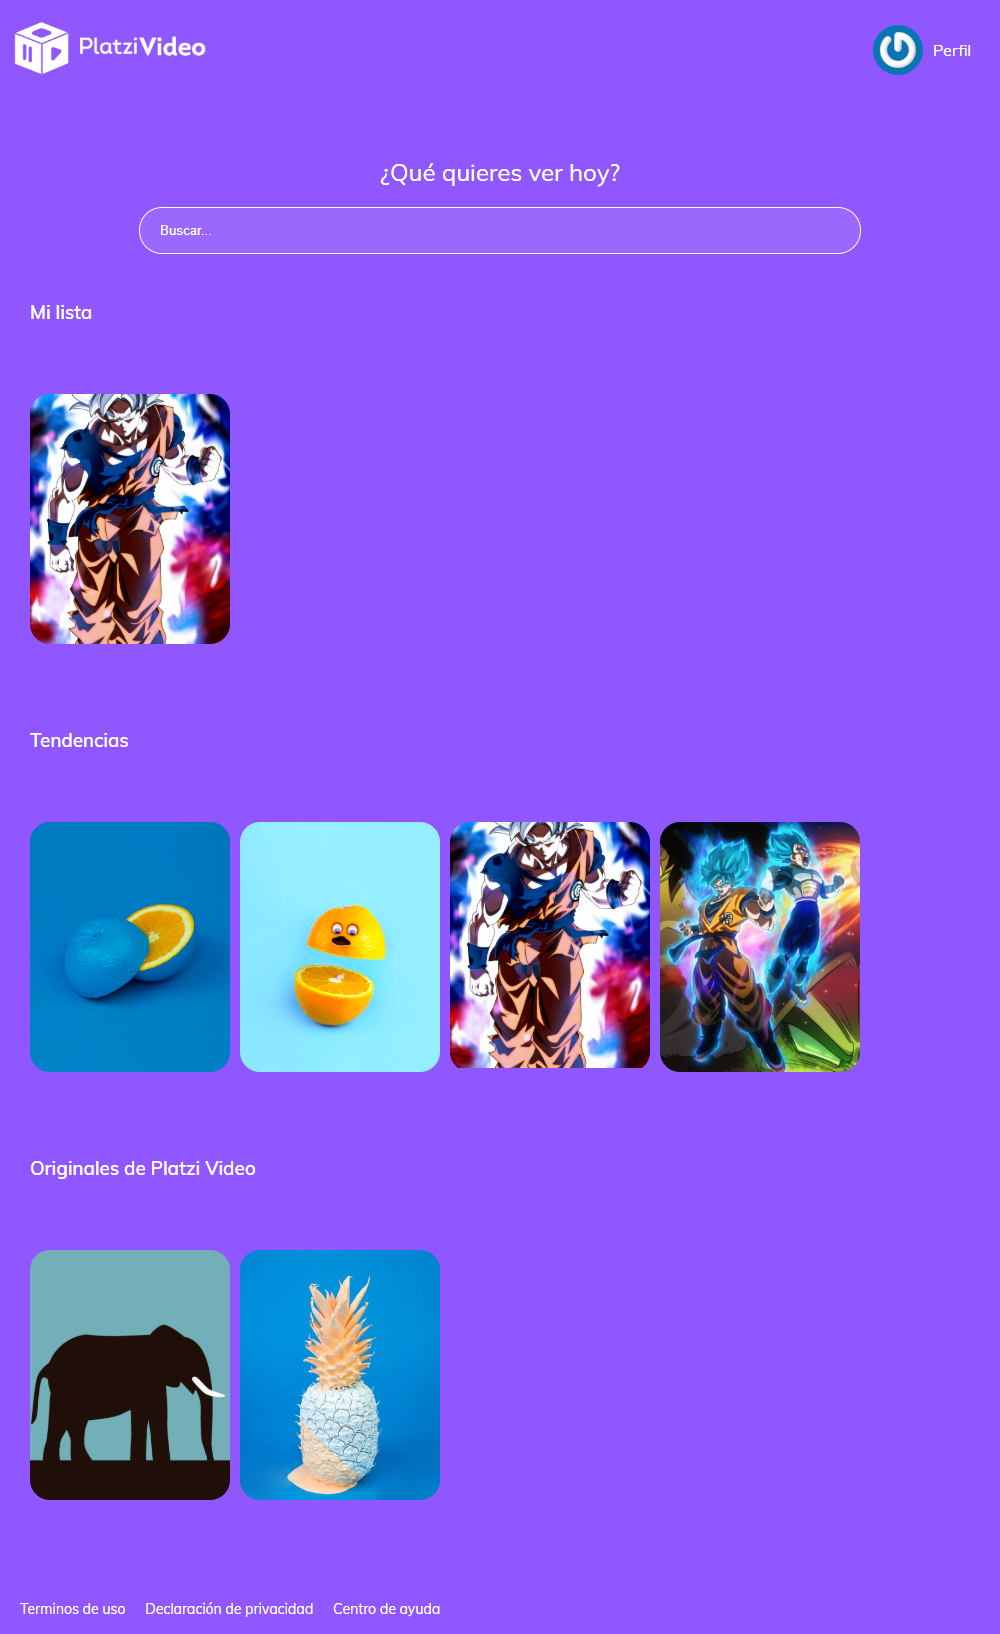 PlatziVideo
Perfil
¿Qué quieres ver hoy?
Buscar...
Mi lista
Tendencias
Originales de Platzi Video
Terminos de uso Declaración de privacidad Centro de ayuda